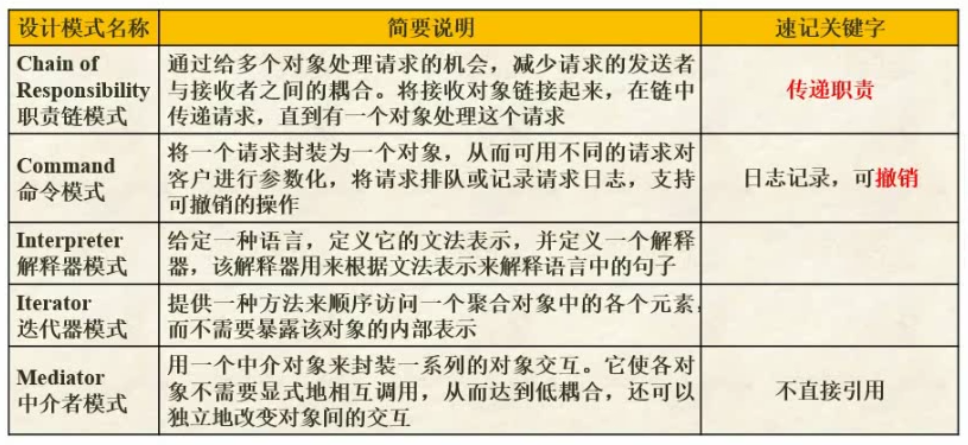 设计模式名称 简要说明 速记关键字
Chain of
Responsibility
职责链模式
通过给多个对象处理请求的机会，减少请求的发送者
与接收者之间的耦合。将接收对象链接起来，在链中
传递请求，直到有一个对象处理这个请求
传递职责
Command
命令模式
将一个请求封装为一个对象，从而可用不同的请求对
客户进行参数化，将请求排队或记录请求日志，支持
可撤销的操作
日志记录，可撤销
Interpreter
解释器模式
给定一种语言，定义它的文法表示，并定义一个解释
器，该解释器用来根据文法表示来解释语言中的句子
Iterator
迭代器模式
提供一种方法来顺序访问一个聚合对象中的各个元素，
而不需要暴露该对象的内部表示
Mediator
中介者模式
用一个中介对象来封装一系列的对象交互。它使各对
象不需要显式地相互调用，从而达到低耦合，还可以
独立地改变对象间的交互
不直接引用